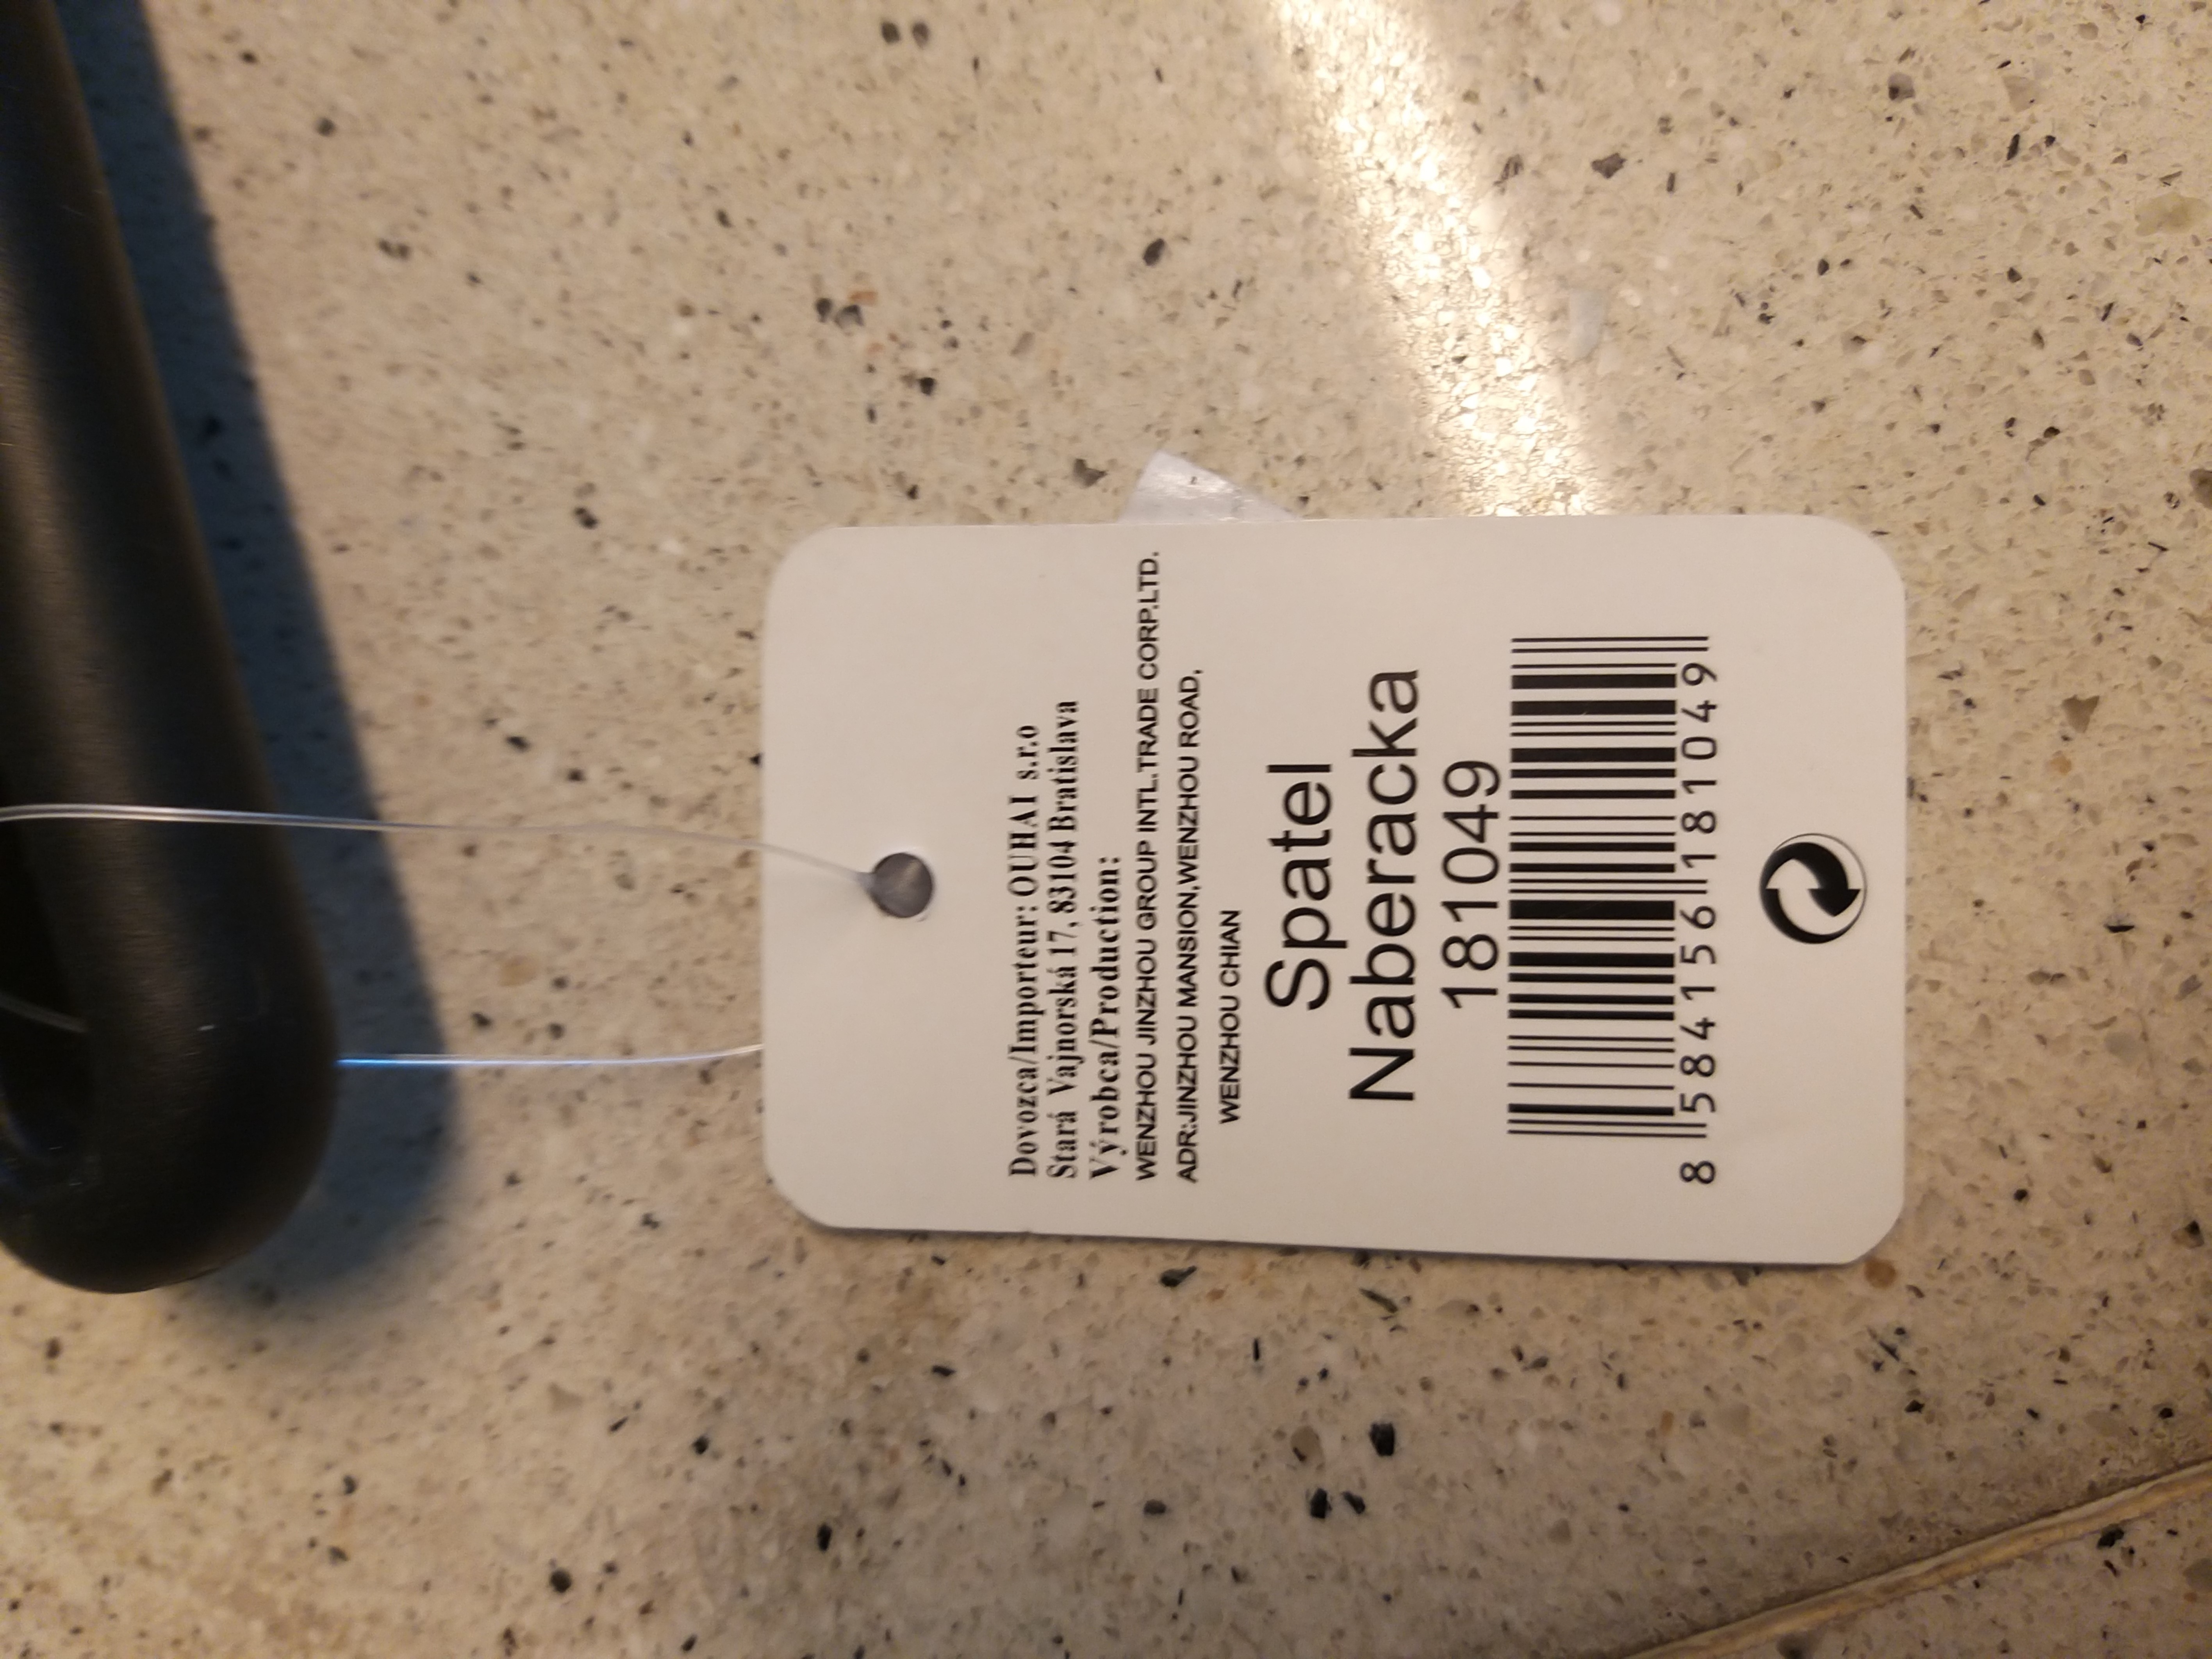 Dovozca/Importeur: OUHAI s.r.o
Stará Vajnorská 17, 83104 Bratislava
Výrobca/Production:
WENZHOU JINZHOU GROUP INTL.TRADE CORP.LTD.
ADR:JINZHOU MANSION,WENZHOU ROAD,
WENZHOU CHIAN
Spatel
Naberacka
181049
8 584156 181049